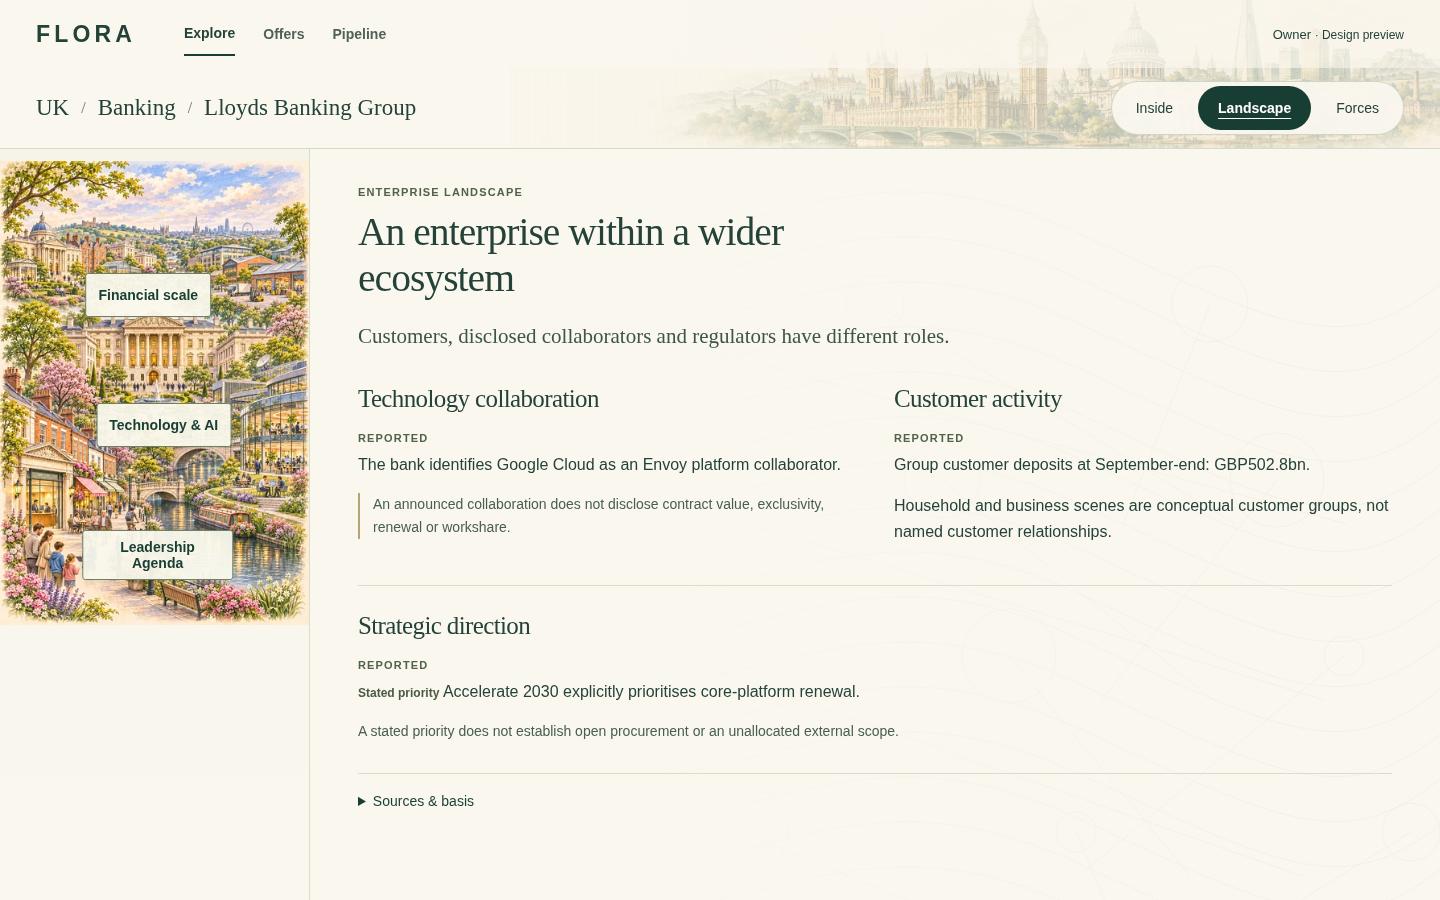 FLORA
Explore
Offers
Pipeline
Owner · Design preview
UK / Banking / Lloyds Banking Group
Inside
Landscape
Forces
Financial scale
Technology & AI
Leadership
Agenda
ENTERPRISE LANDSCAPE
An enterprise within a wider
ecosystem
Customers, disclosed collaborators and regulators have different roles.
Technology collaboration
REPORTED
The bank identifies Google Cloud as an Envoy platform collaborator.
An announced collaboration does not disclose contract value, exclusivity,
renewal or workshare.
Customer activity
REPORTED
Group customer deposits at September-end: GBP502.8bn.
Household and business scenes are conceptual customer groups, not
named customer relationships.
Strategic direction
REPORTED
Stated priority Accelerate 2030 explicitly prioritises core-platform renewal.
A stated priority does not establish open procurement or an unallocated external scope.
Sources & basis